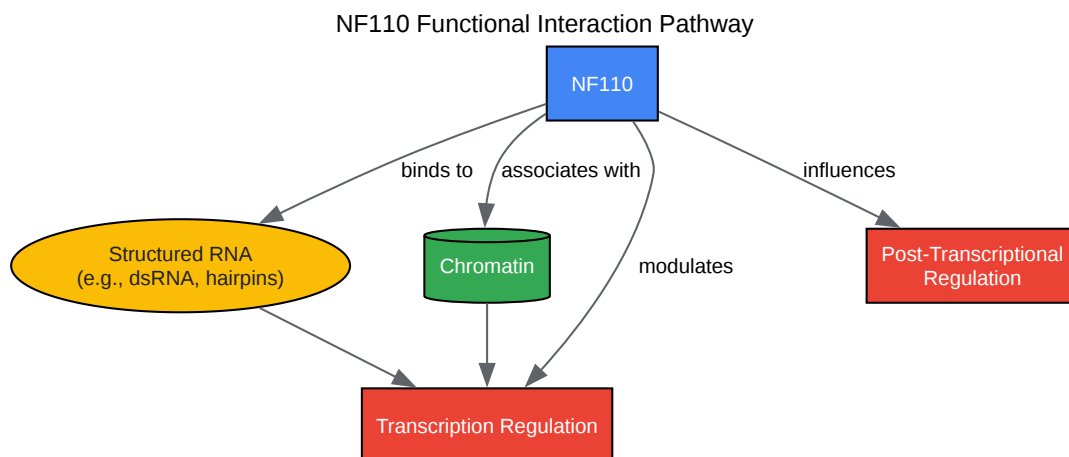 NF110 Functional Interaction Pathway
NF110
binds to
associates with
influences
Structured RNA
(e.g., dsRNA, hairpins)
Chromatin
modulates
Post-Transcriptional
Regulation
Transcription Regulation